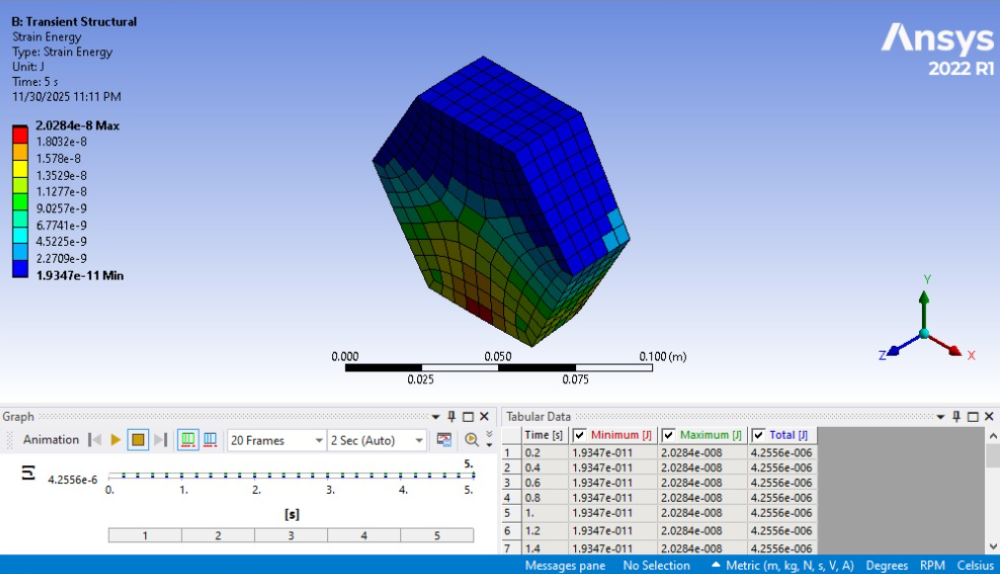 B: Transient Structural
Strain Energy
Type: Strain Energy
Unit: J
Time: 5 s
11/30/2025 11:11 PM
Ansys
2022 R1
2.0284e-8 Max
1.8032e-8
1.578e-8
1.3529e-8
1.1277e-8
9.0257e-9
6.7741e-9
4.5225e-9
2.2709e-9
1.9347e-11 Min
Y
Z X
0.000 0.050 0.100 (m)
0.025 0.075
Graph
Animation 20 Frames 2 Sec (Auto)
[J]
5.
4.2556e-6
0. 1. 2. 3. 4. 5.
[s]
1 2 3 4 5
Tabular Data
Time [s] Minimum [J] Maximum [J] Total [J]
1 0.2 1.9347e-011 2.0284e-008 4.2556e-006
2 0.4 1.9347e-011 2.0284e-008 4.2556e-006
3 0.6 1.9347e-011 2.0284e-008 4.2556e-006
4 0.8 1.9347e-011 2.0284e-008 4.2556e-006
5 1. 1.9347e-011 2.0284e-008 4.2556e-006
6 1.2 1.9347e-011 2.0284e-008 4.2556e-006
7 1.4 1.9347e-011 2.0284e-008 4.2556e-006
Messages pane No Selection Metric (m, kg, N, s, V, A) Degrees RPM Celsius